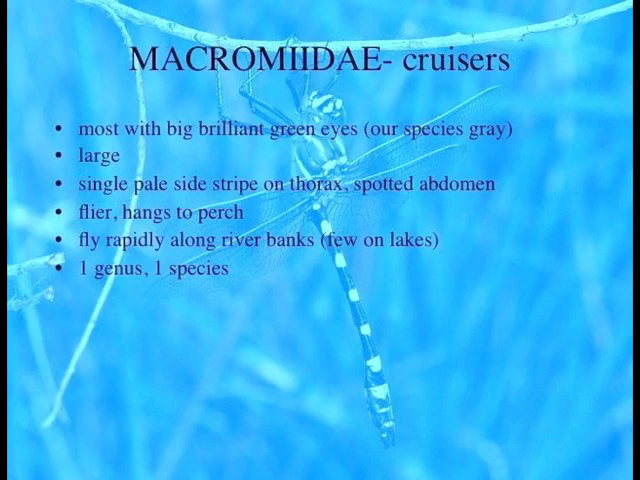 MACROMIIDAE- cruisers
• most with big brilliant green eyes (our species gray)
• large
• single pale side stripe on thorax, spotted abdomen
• flier, hangs to perch
• fly rapidly along river banks (few on lakes)
• 1 genus, 1 species